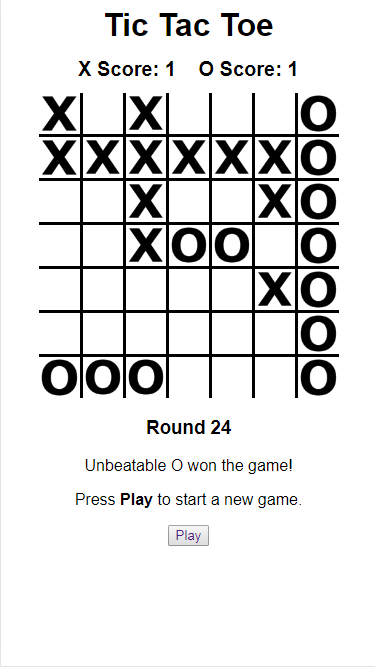 Tic Tac Toe
X Score: 1 O Score: 1
X X O
X X X X X X O
X X O
X O O O
X O
O
O O O O
Round 24
Unbeatable O won the game!
Press Play to start a new game.
Play